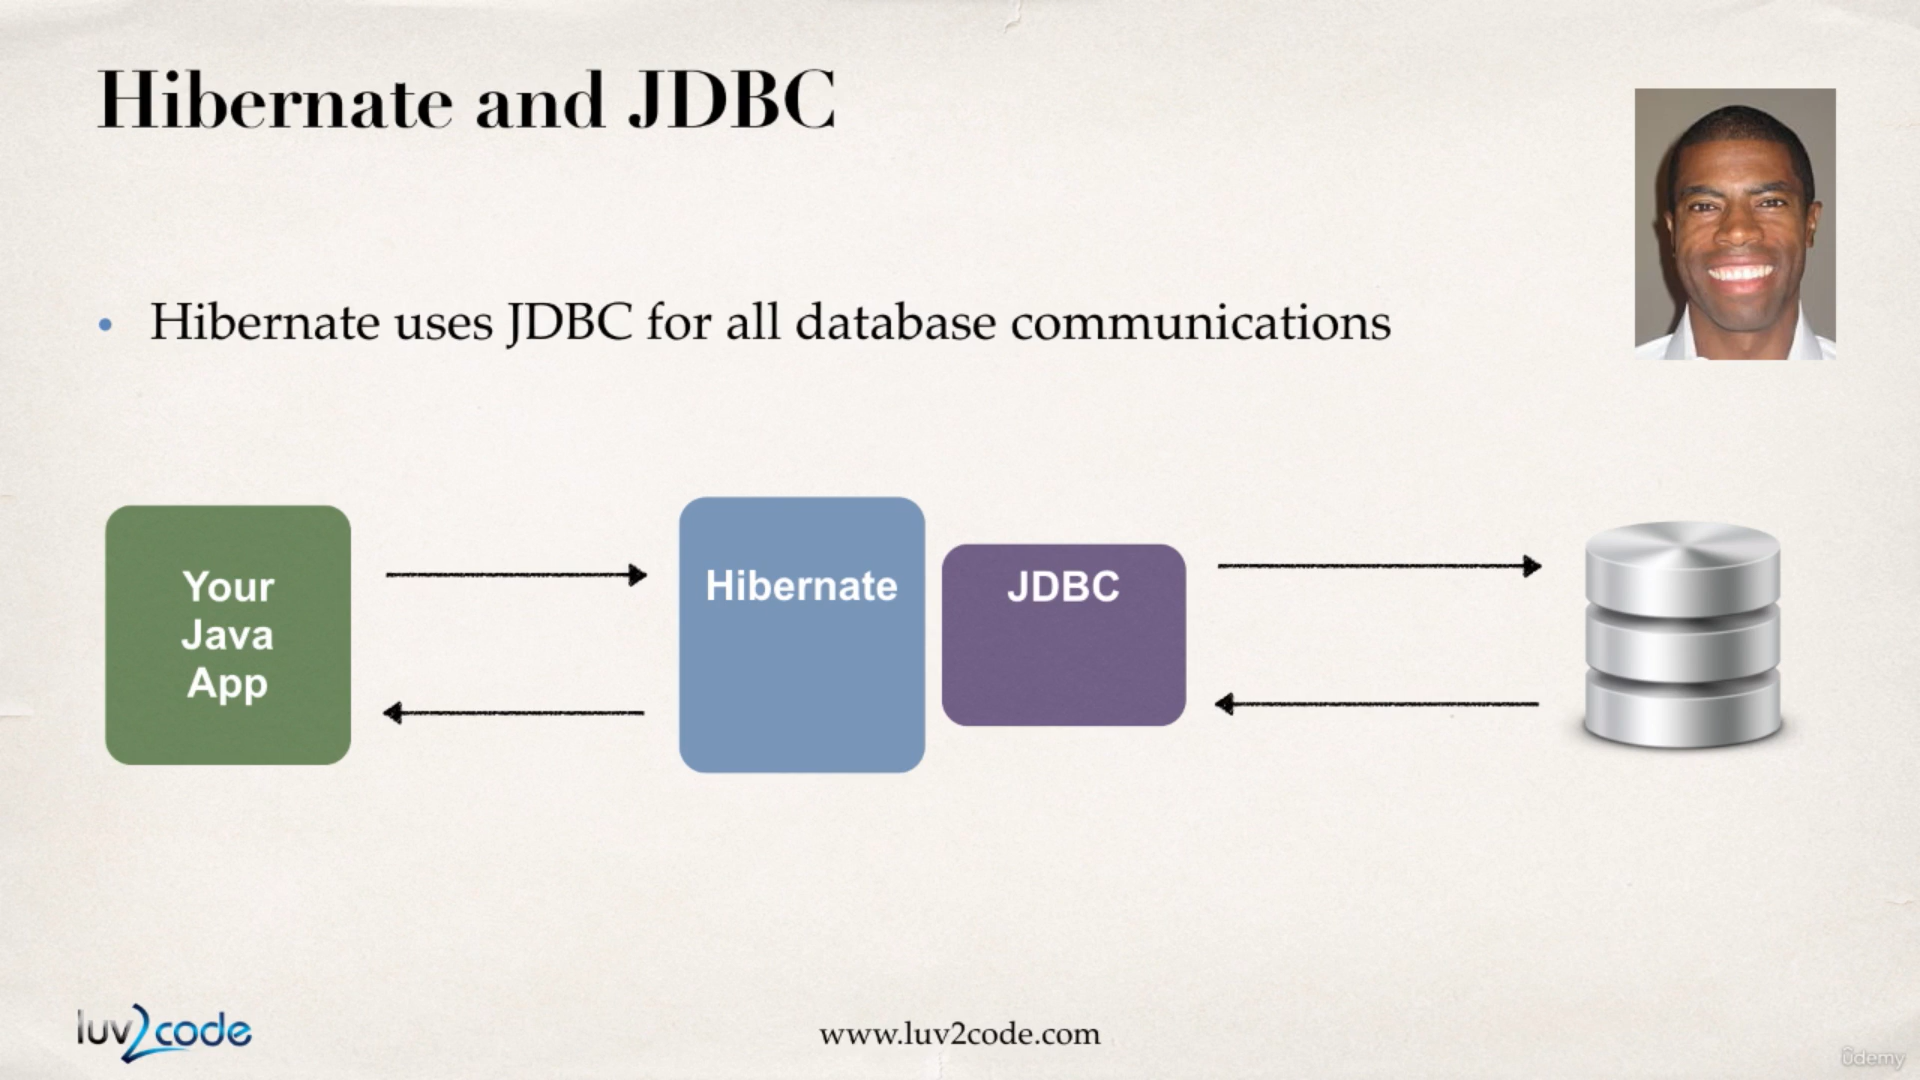 Hibernate and JDBC
• Hibernate uses JDBC for all database communications
Your
Java
App
Hibernate
JDBC
luv2code
www.luv2code.com
ûdemy